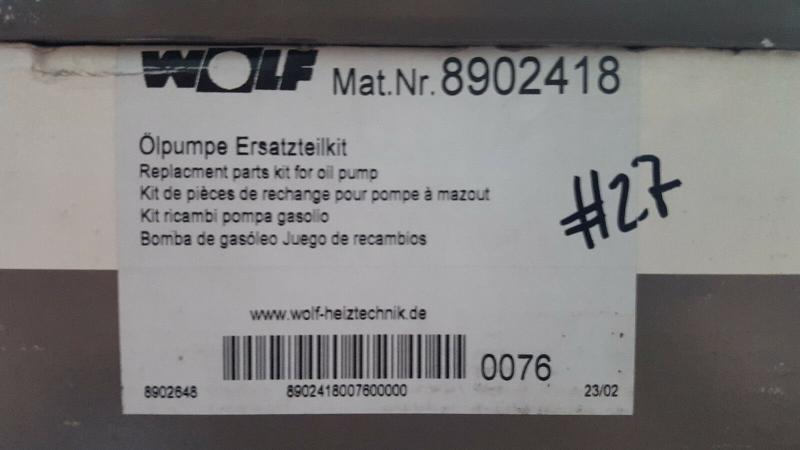 WOLF Mat.Nr. 8902418
Ölpumpe Ersatzteilkit
Replacment parts kit for oil pump
Kit de pièces de rechange pour pompe à mazout
Kit ricambi pompa gasolio
Bomba de gasóleo Juego de recambios
#27
www.wolf-heiztechnik.de
0076
8902648 8902418007600000 23/02